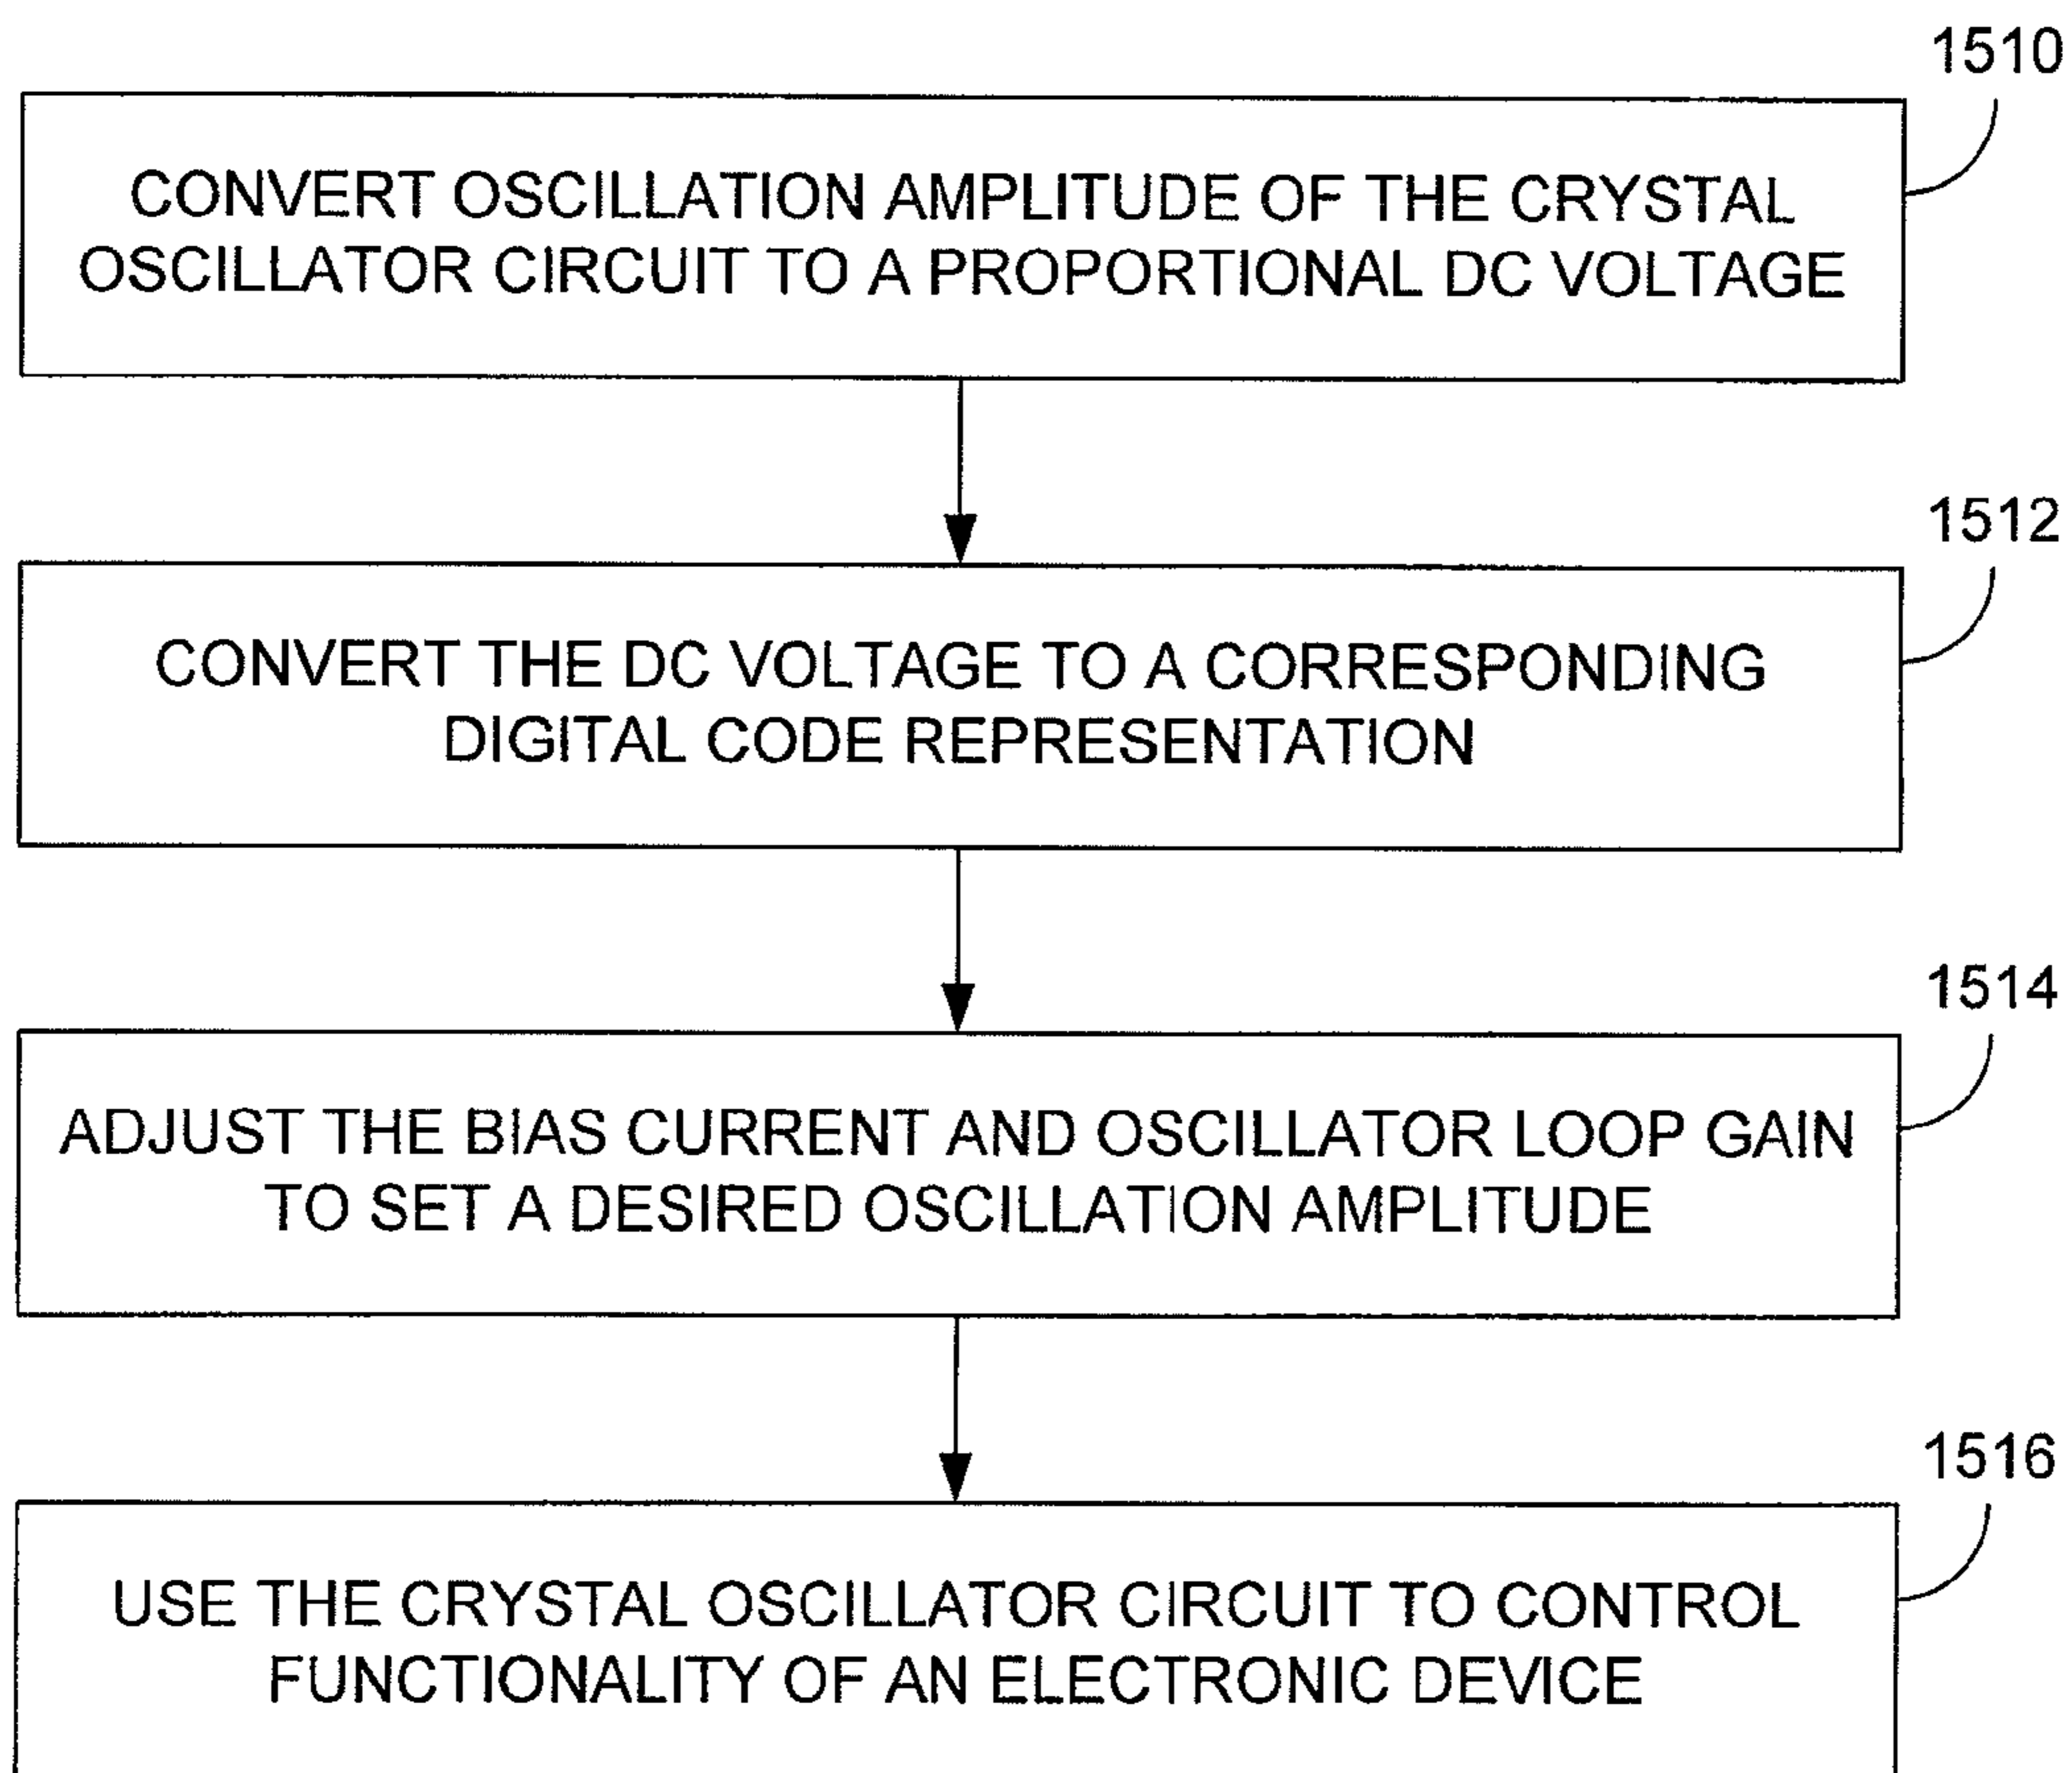 1510
CONVERT OSCILLATION AMPLITUDE OF THE CRYSTAL
OSCILLATOR CIRCUIT TO A PROPORTIONAL DC VOLTAGE
1512
CONVERT THE DC VOLTAGE TO A CORRESPONDING
DIGITAL CODE REPRESENTATION
1514
ADJUST THE BIAS CURRENT AND OSCILLATOR LOOP GAIN
TO SET A DESIRED OSCILLATION AMPLITUDE
1516
USE THE CRYSTAL OSCILLATOR CIRCUIT TO CONTROL
FUNCTIONALITY OF AN ELECTRONIC DEVICE